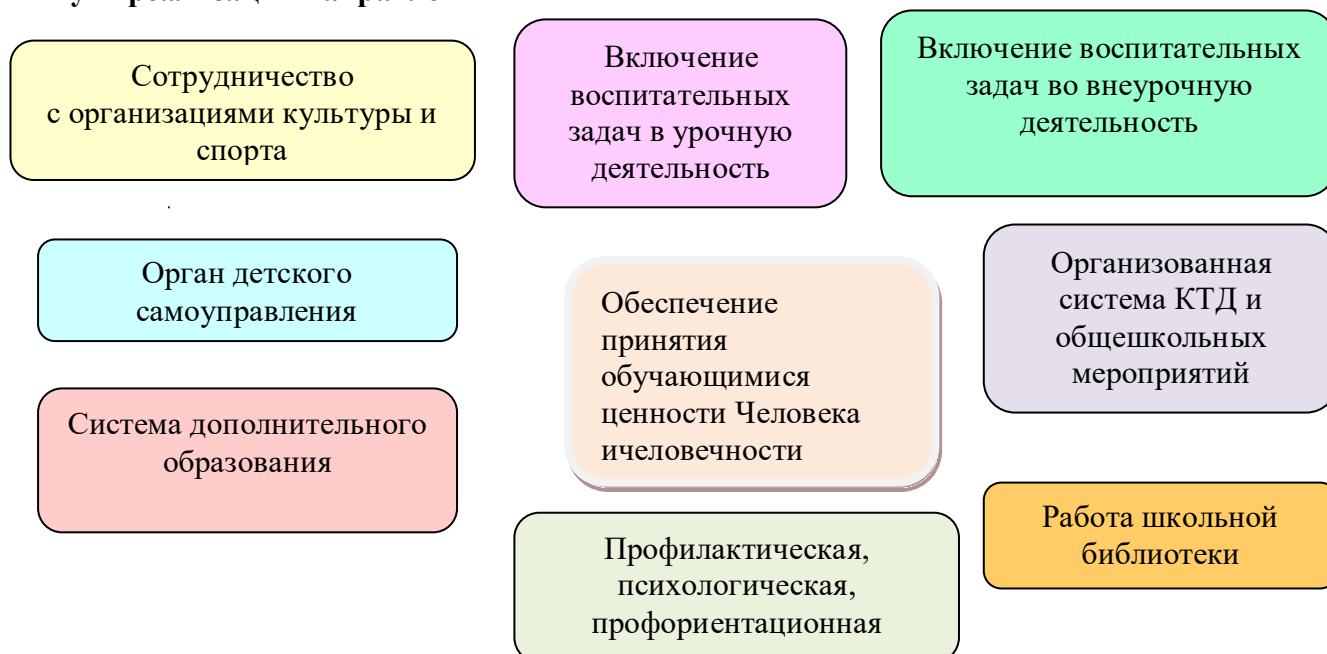 Сотрудничество
с организациями культуры и
спорта
Включение
воспитательных
задач в урочную
деятельность
Включение воспитательных
задач во внеурочную
деятельность
Орган детского
самоуправления
Обеспечение
принятия
обучающимися
ценности Человека
ичеловечности
Организованная
система КТД и
общешкольных
мероприятий
Система дополнительного
образования
Профилактическая,
психологическая,
профориентационная
Работа школьной
библиотеки